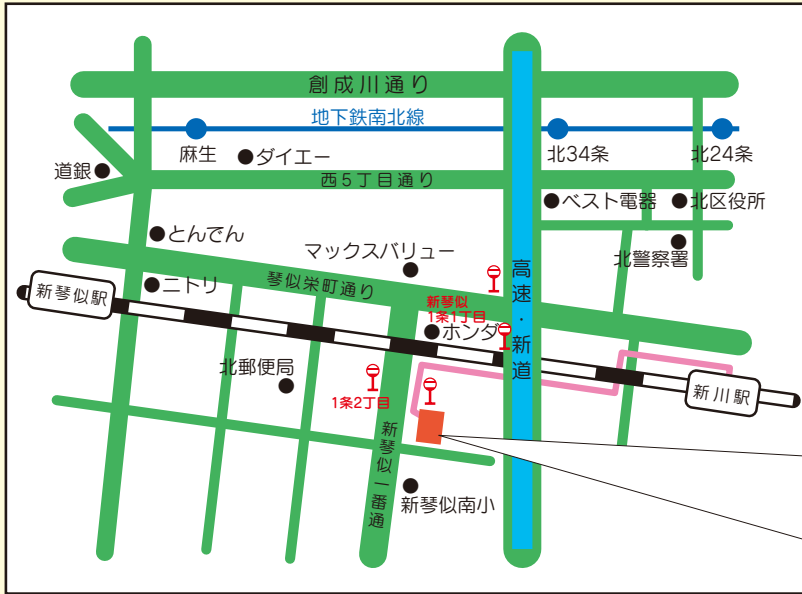 創成川通り
地下鉄南北線
麻生
ダイエー
北34条
北24条
道銀
西5丁目通り
ベスト電器
北区役所
とんでん
マックスバリュー
北警察署
琴似栄町通り
高速・新道
新琴似駅
ニトリ
新琴似
1条1丁目
ホンダ
北郵便局
新川駅
1条2丁目
新琴似一番通
新琴似南小